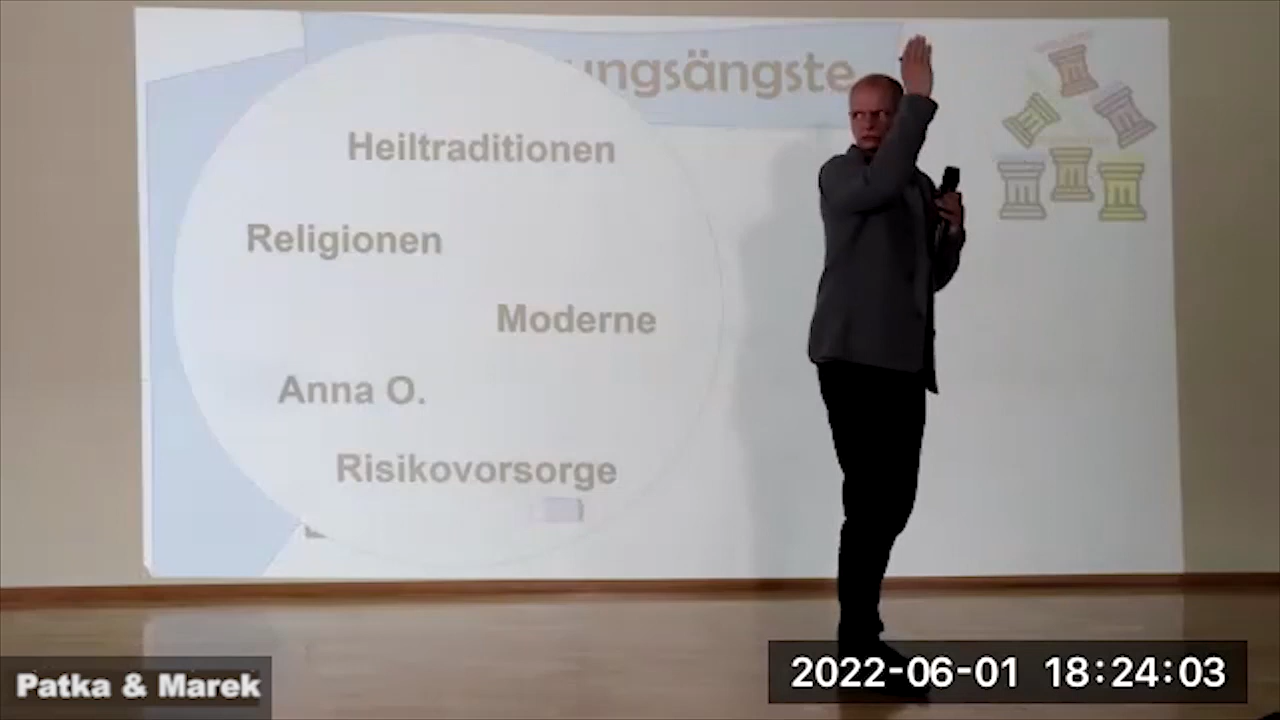 ungsängste
Heiltraditionen
Religionen
Moderne
Anna O.
Risikovorsorge
Patka & Marek
2022-06-01 18:24:03